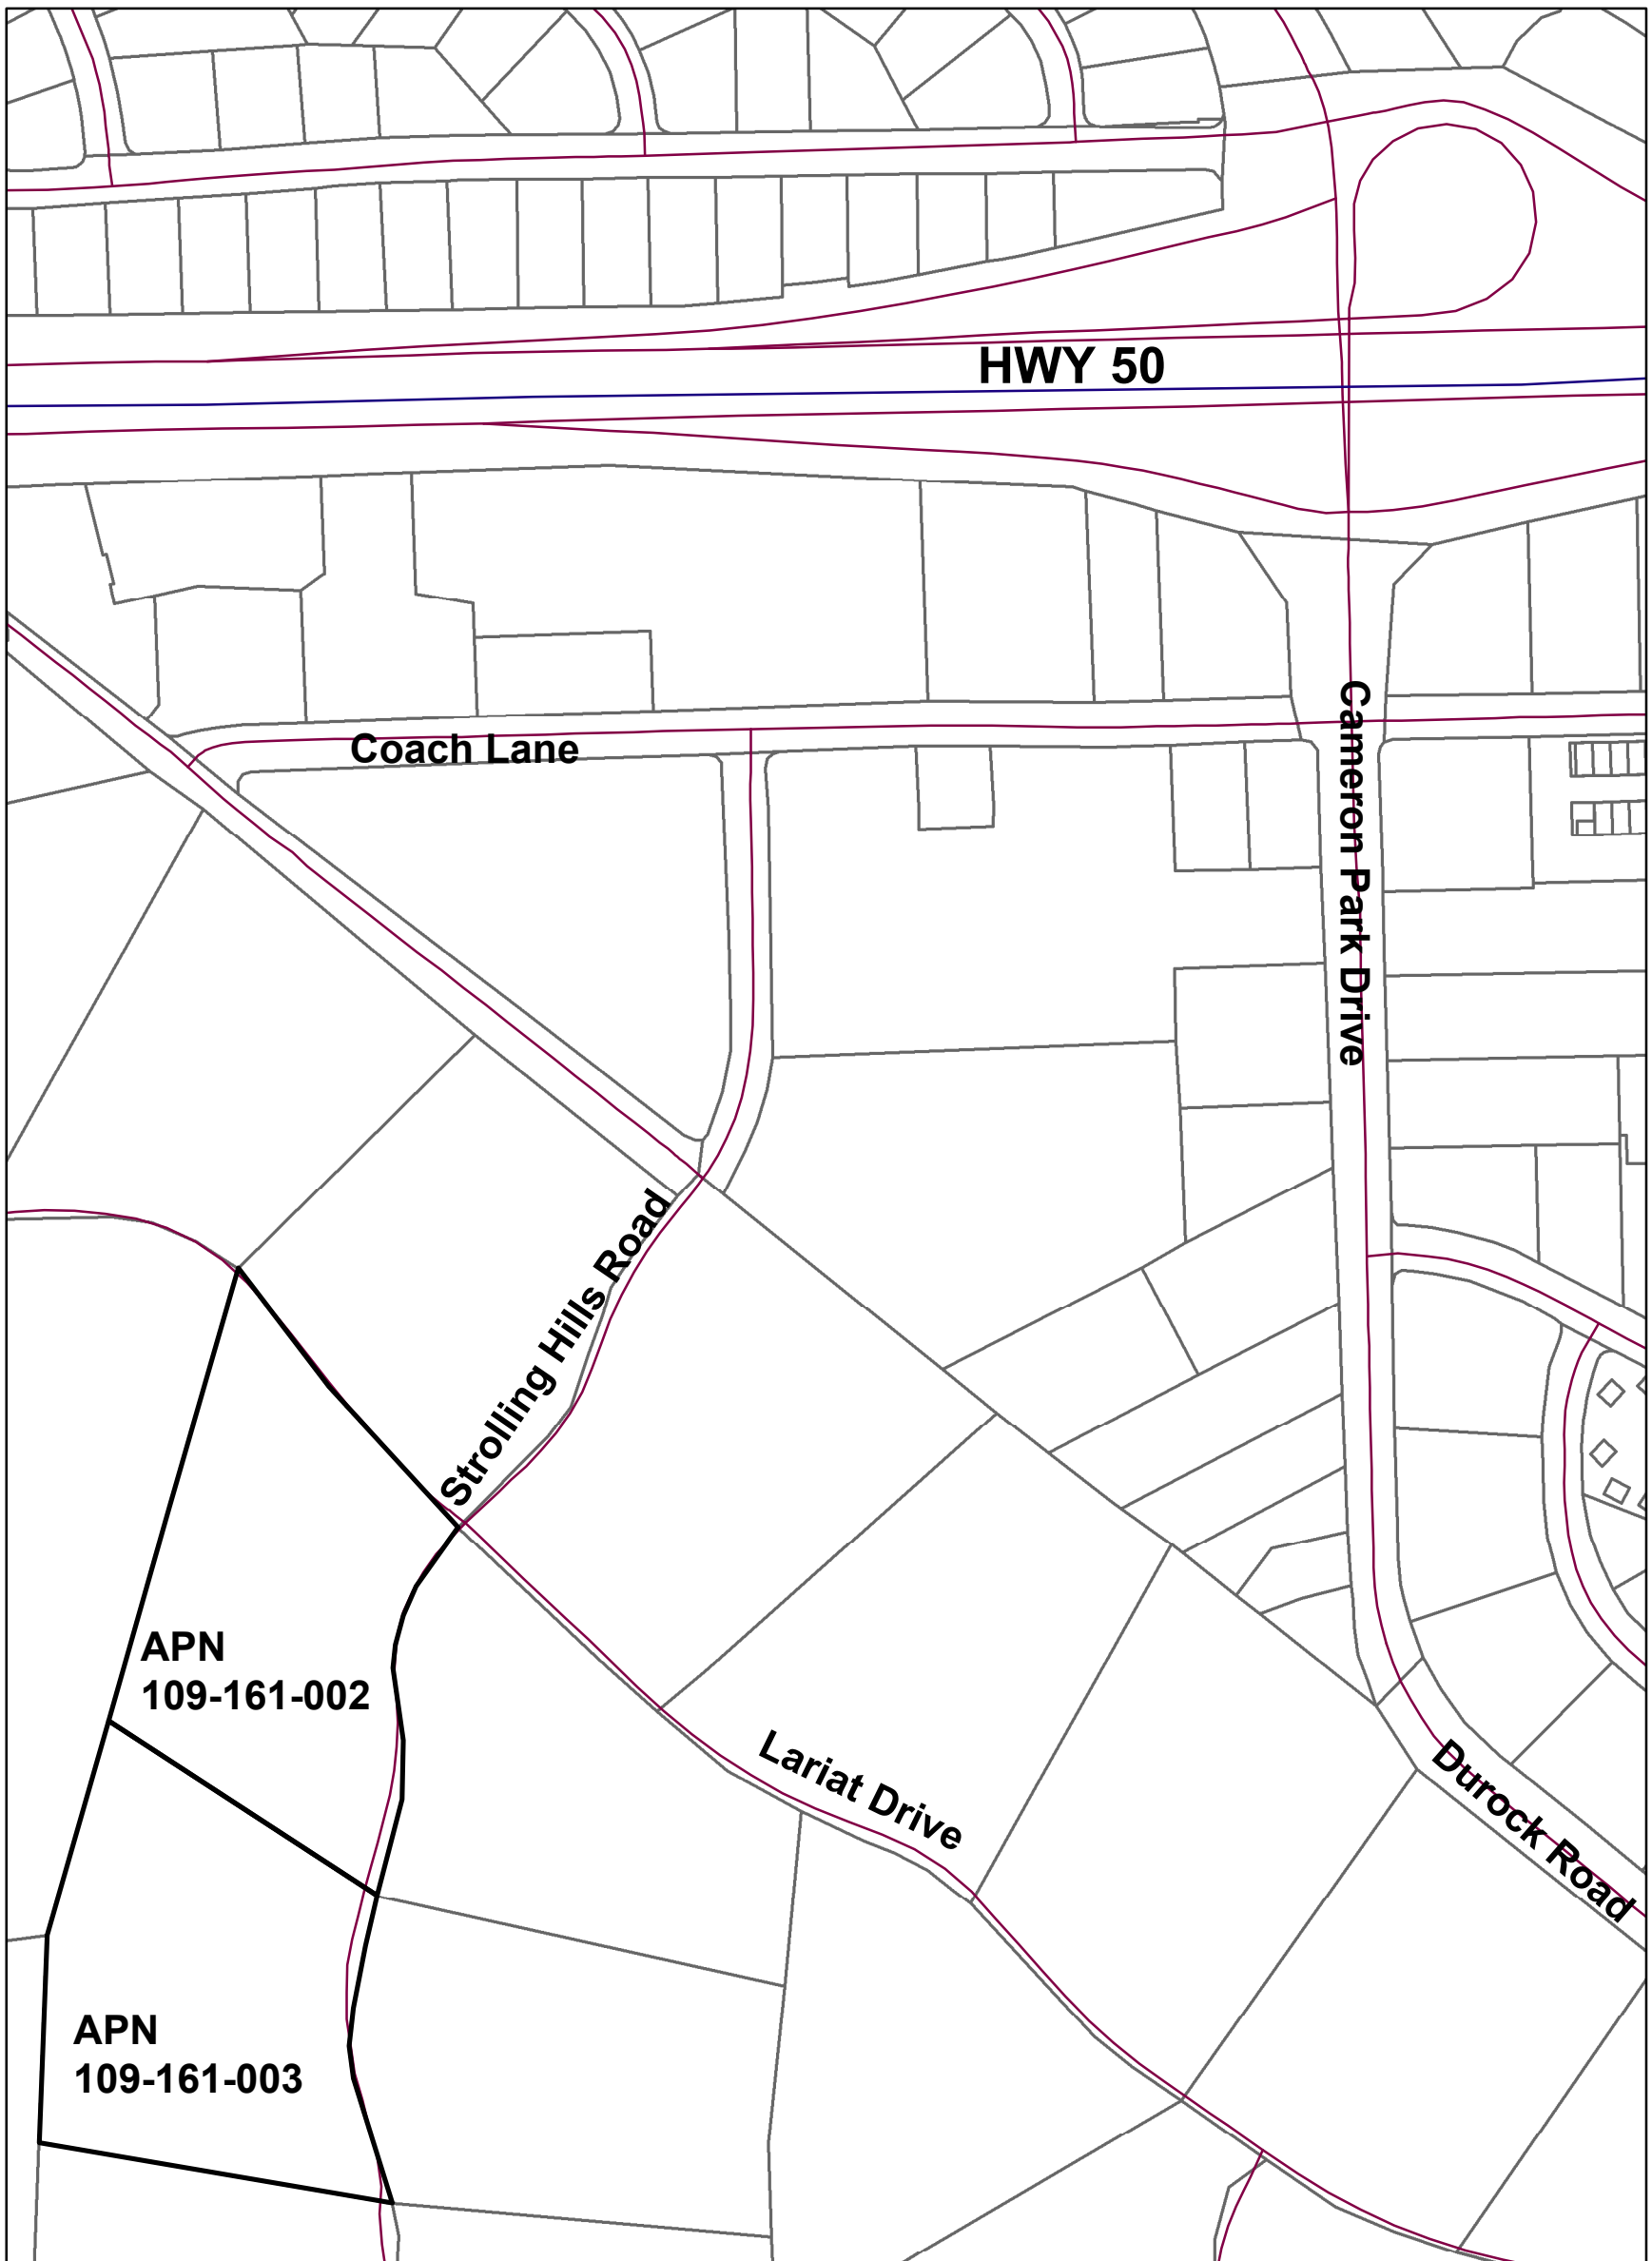 HWY 50
Coach Lane
Cameron Park Drive
Strolling Hills Road
APN
109-161-002
Lariat Drive
Durock Road
APN
109-161-003